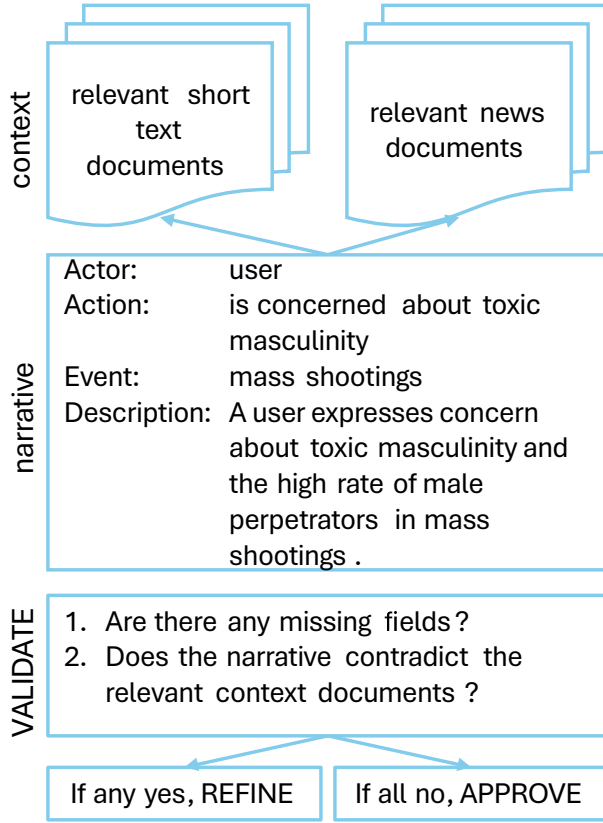 context
relevant short
text
documents
relevant news
documents
narrative
Actor: user
Action: is concerned about toxic
masculinity
Event: mass shootings
Description: A user expresses concern
about toxic masculinity and
the high rate of male
perpetrators in mass
shootings .
VALIDATE
1. Are there any missing fields ?
2. Does the narrative contradict the
relevant context documents ?
If any yes, REFINE
If all no, APPROVE